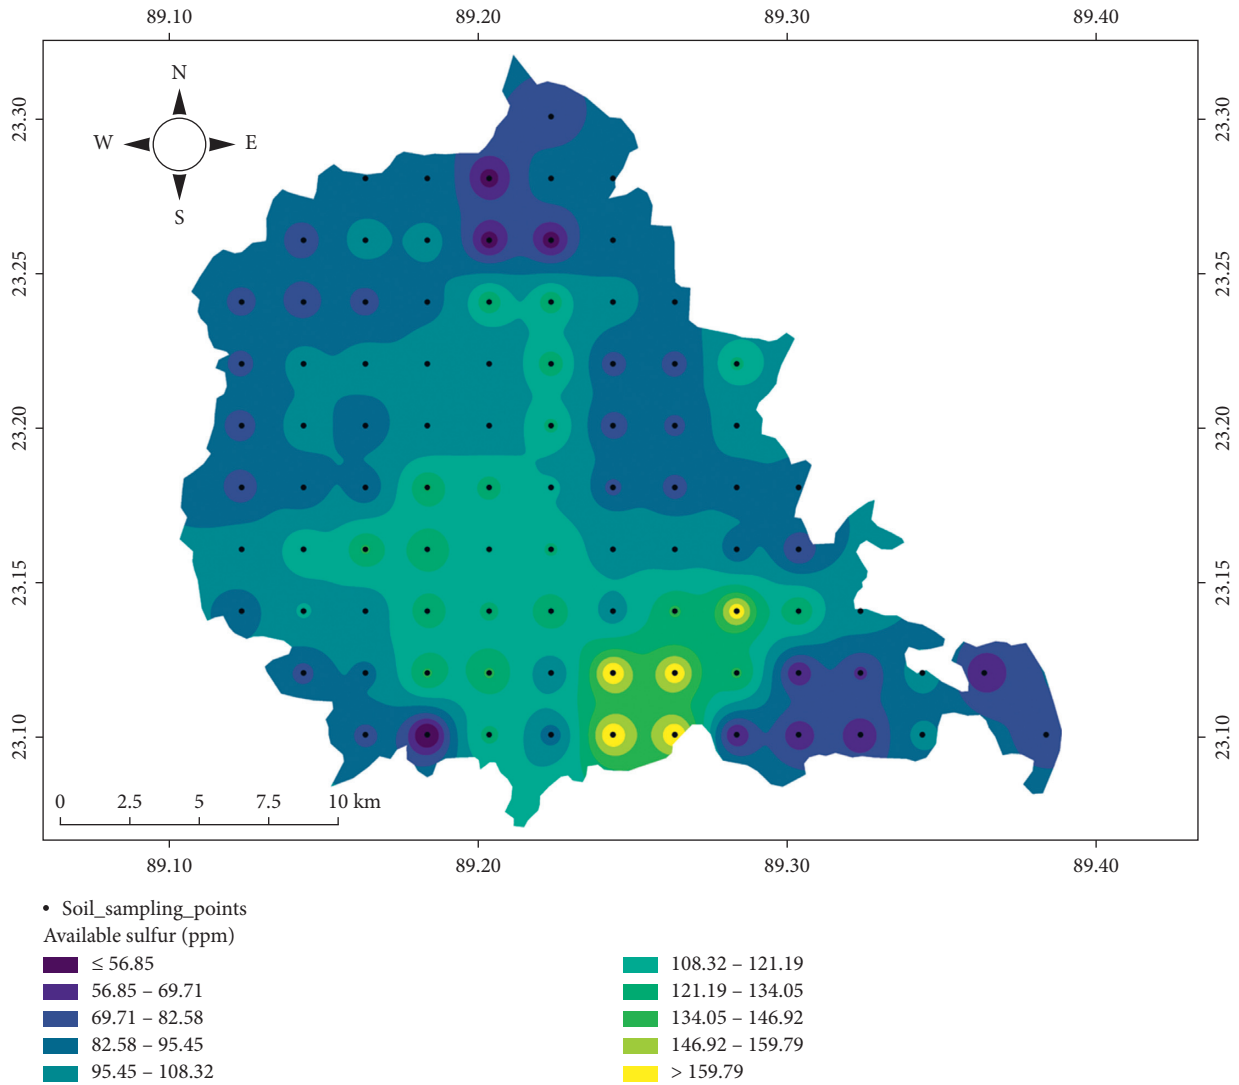 89.10 89.20 89.30 89.40
N
W E
S
23.30 23.30
23.25 23.25
23.20 23.20
23.15 23.15
23.10 23.10
0 2.5 5 7.5 10 km
89.10 89.20 89.30 89.40
• Soil_sampling_points
Available sulfur (ppm)
≤ 56.85
56.85 – 69.71
69.71 – 82.58
82.58 – 95.45
95.45 – 108.32
108.32 – 121.19
121.19 – 134.05
134.05 – 146.92
146.92 – 159.79
> 159.79